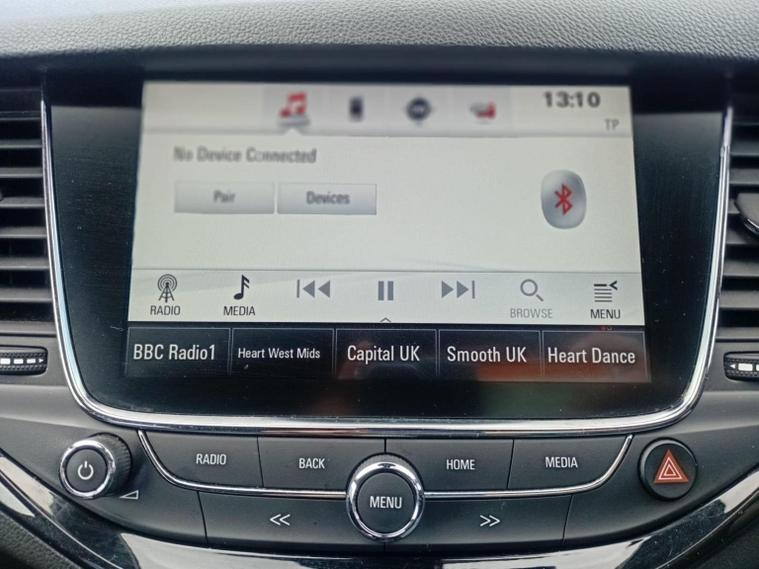 13:10
TP
No Device Connected
Pair Devices
RADIO MEDIA BROWSE MENU
BBC Radio1 Heart West Mids Capital UK Smooth UK Heart Dance
RADIO BACK HOME MEDIA
MENU